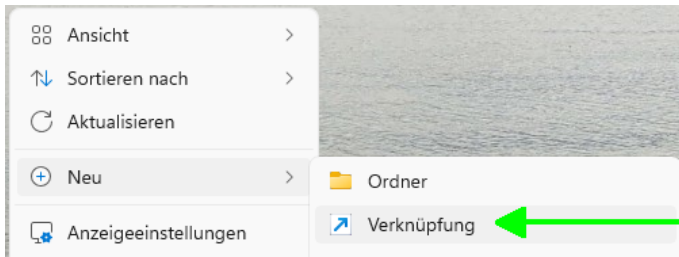 Ansicht
Sortieren nach
Aktualisieren
Neu
Ordner
Verknüpfung
Anzeigeeinstellungen